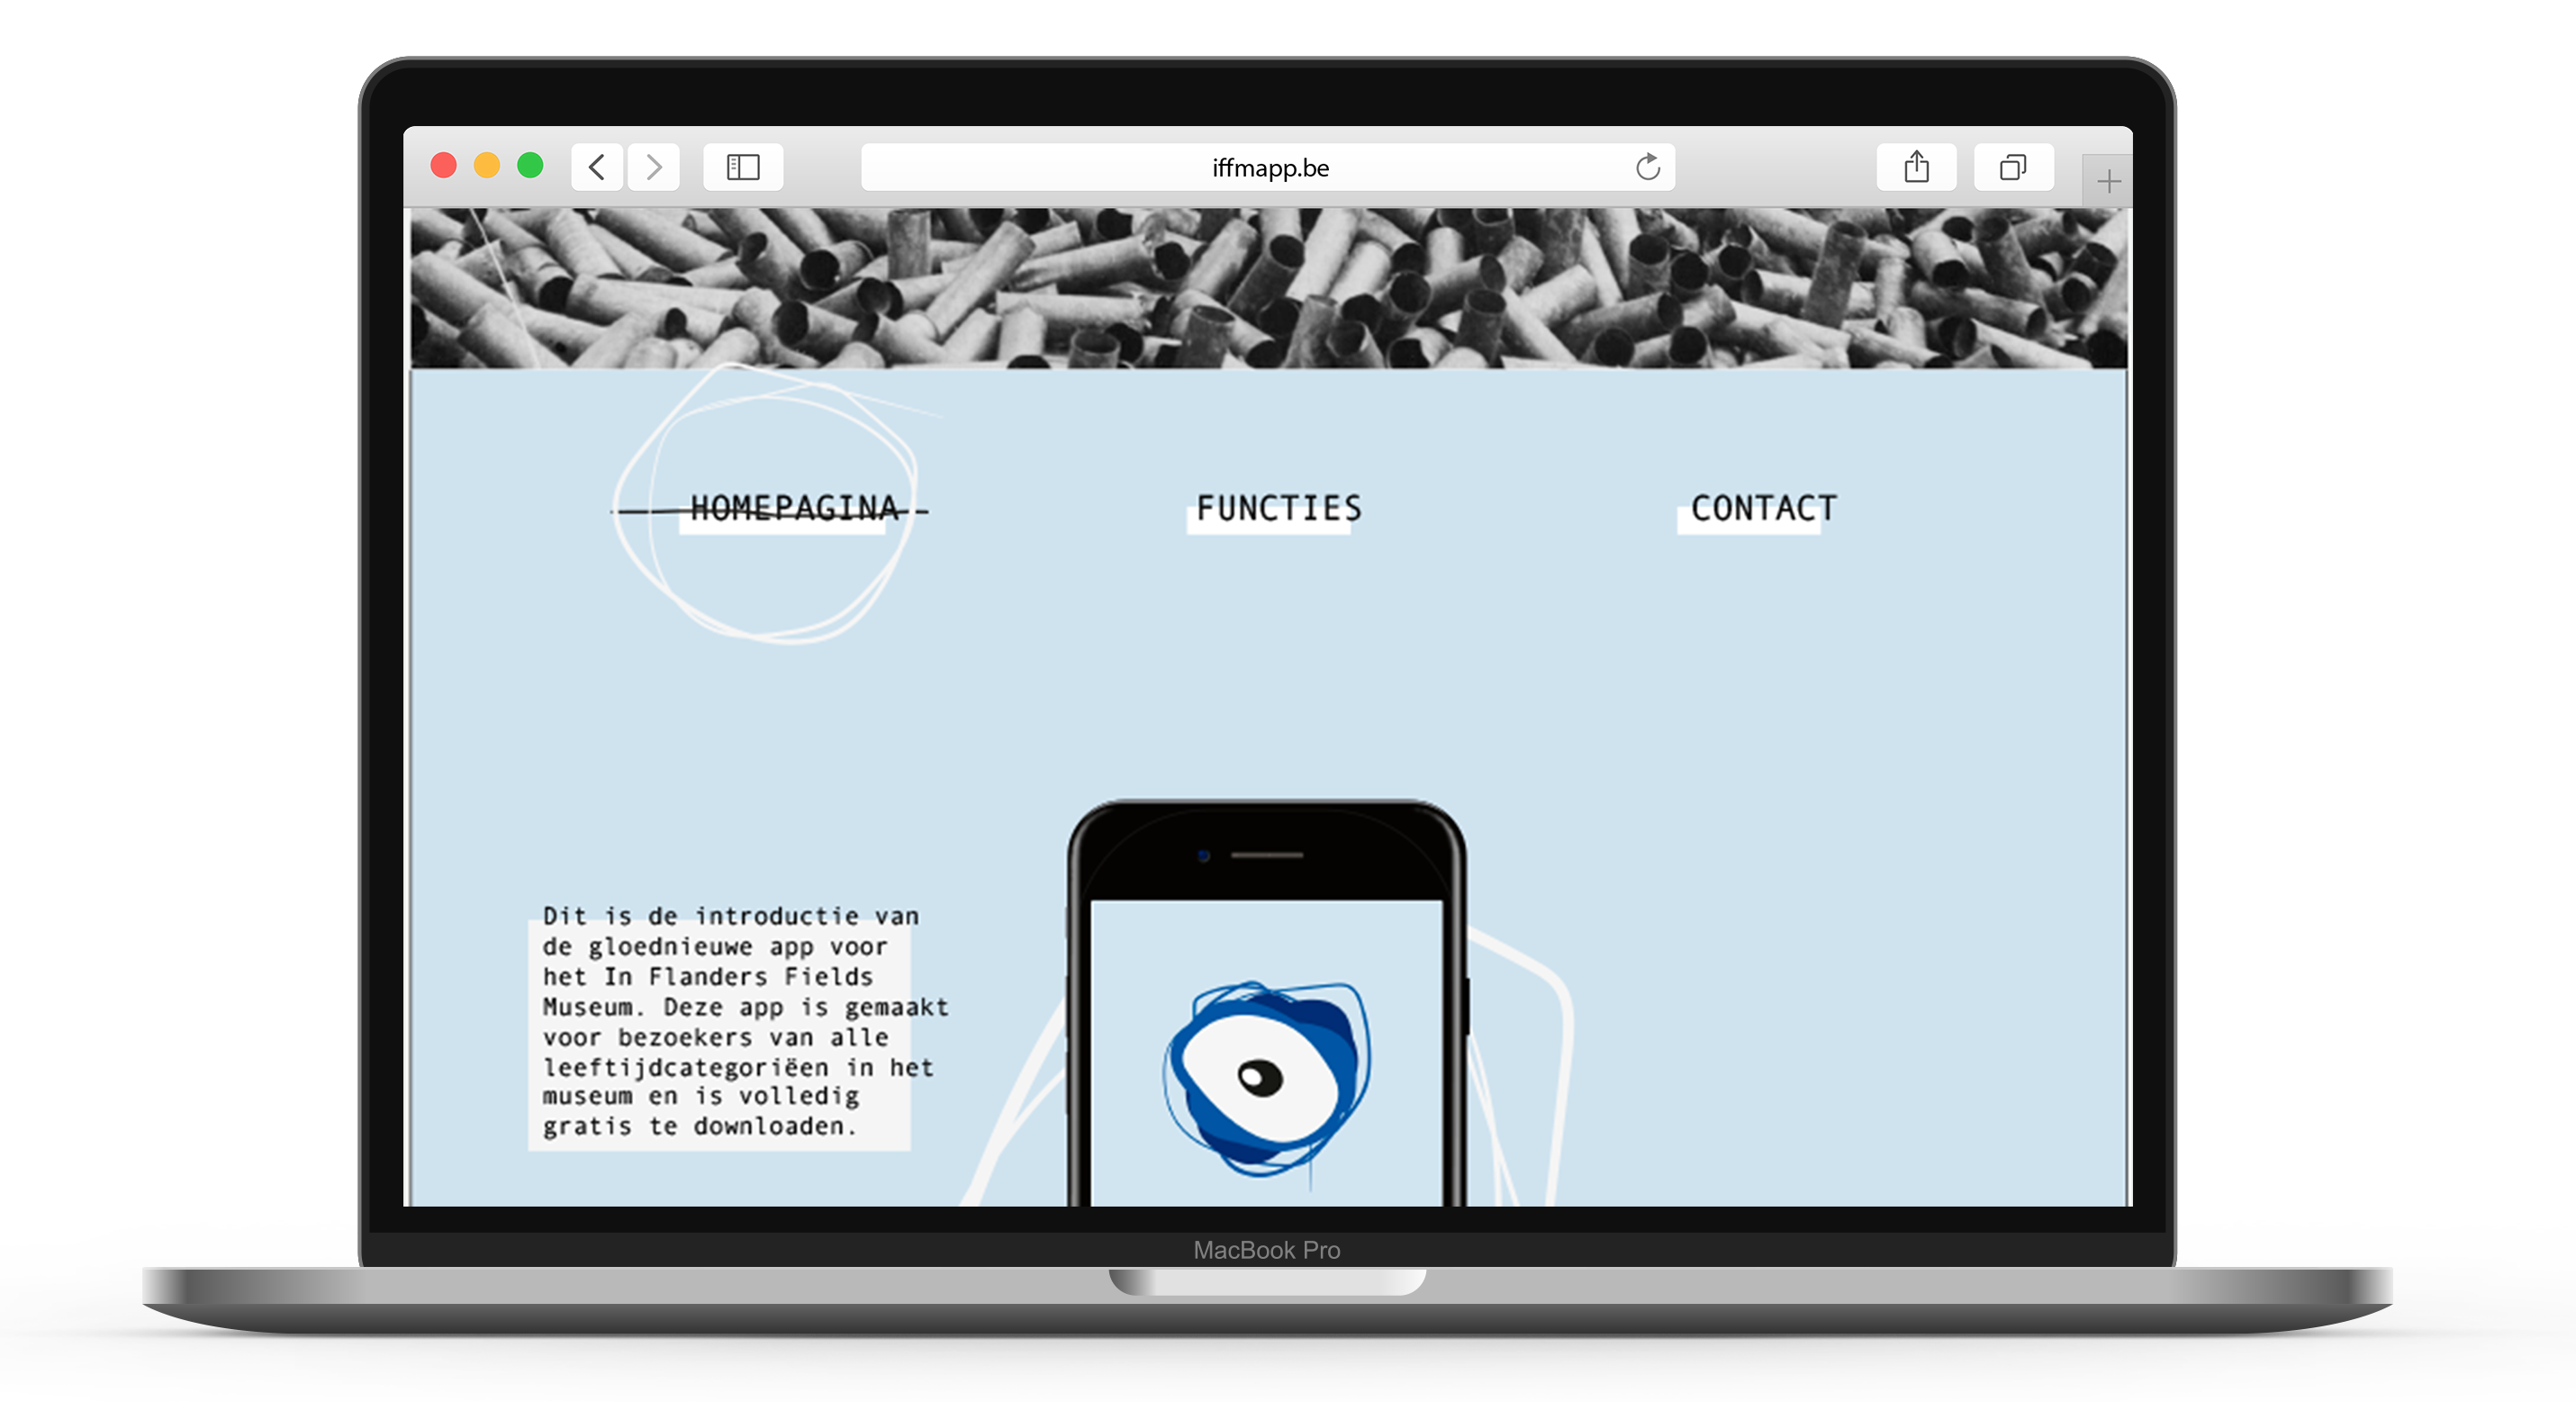 iffmapp.be
HOMEPAGINA
FUNCTIES
CONTACT
Dit is de introductie van
de gloednieuwe app voor
het In Flanders Fields
Museum. Deze app is gemaakt
voor bezoekers van alle
leeftijdcategoriëen in het
museum en is volledig
gratis te downloaden.
MacBook Pro